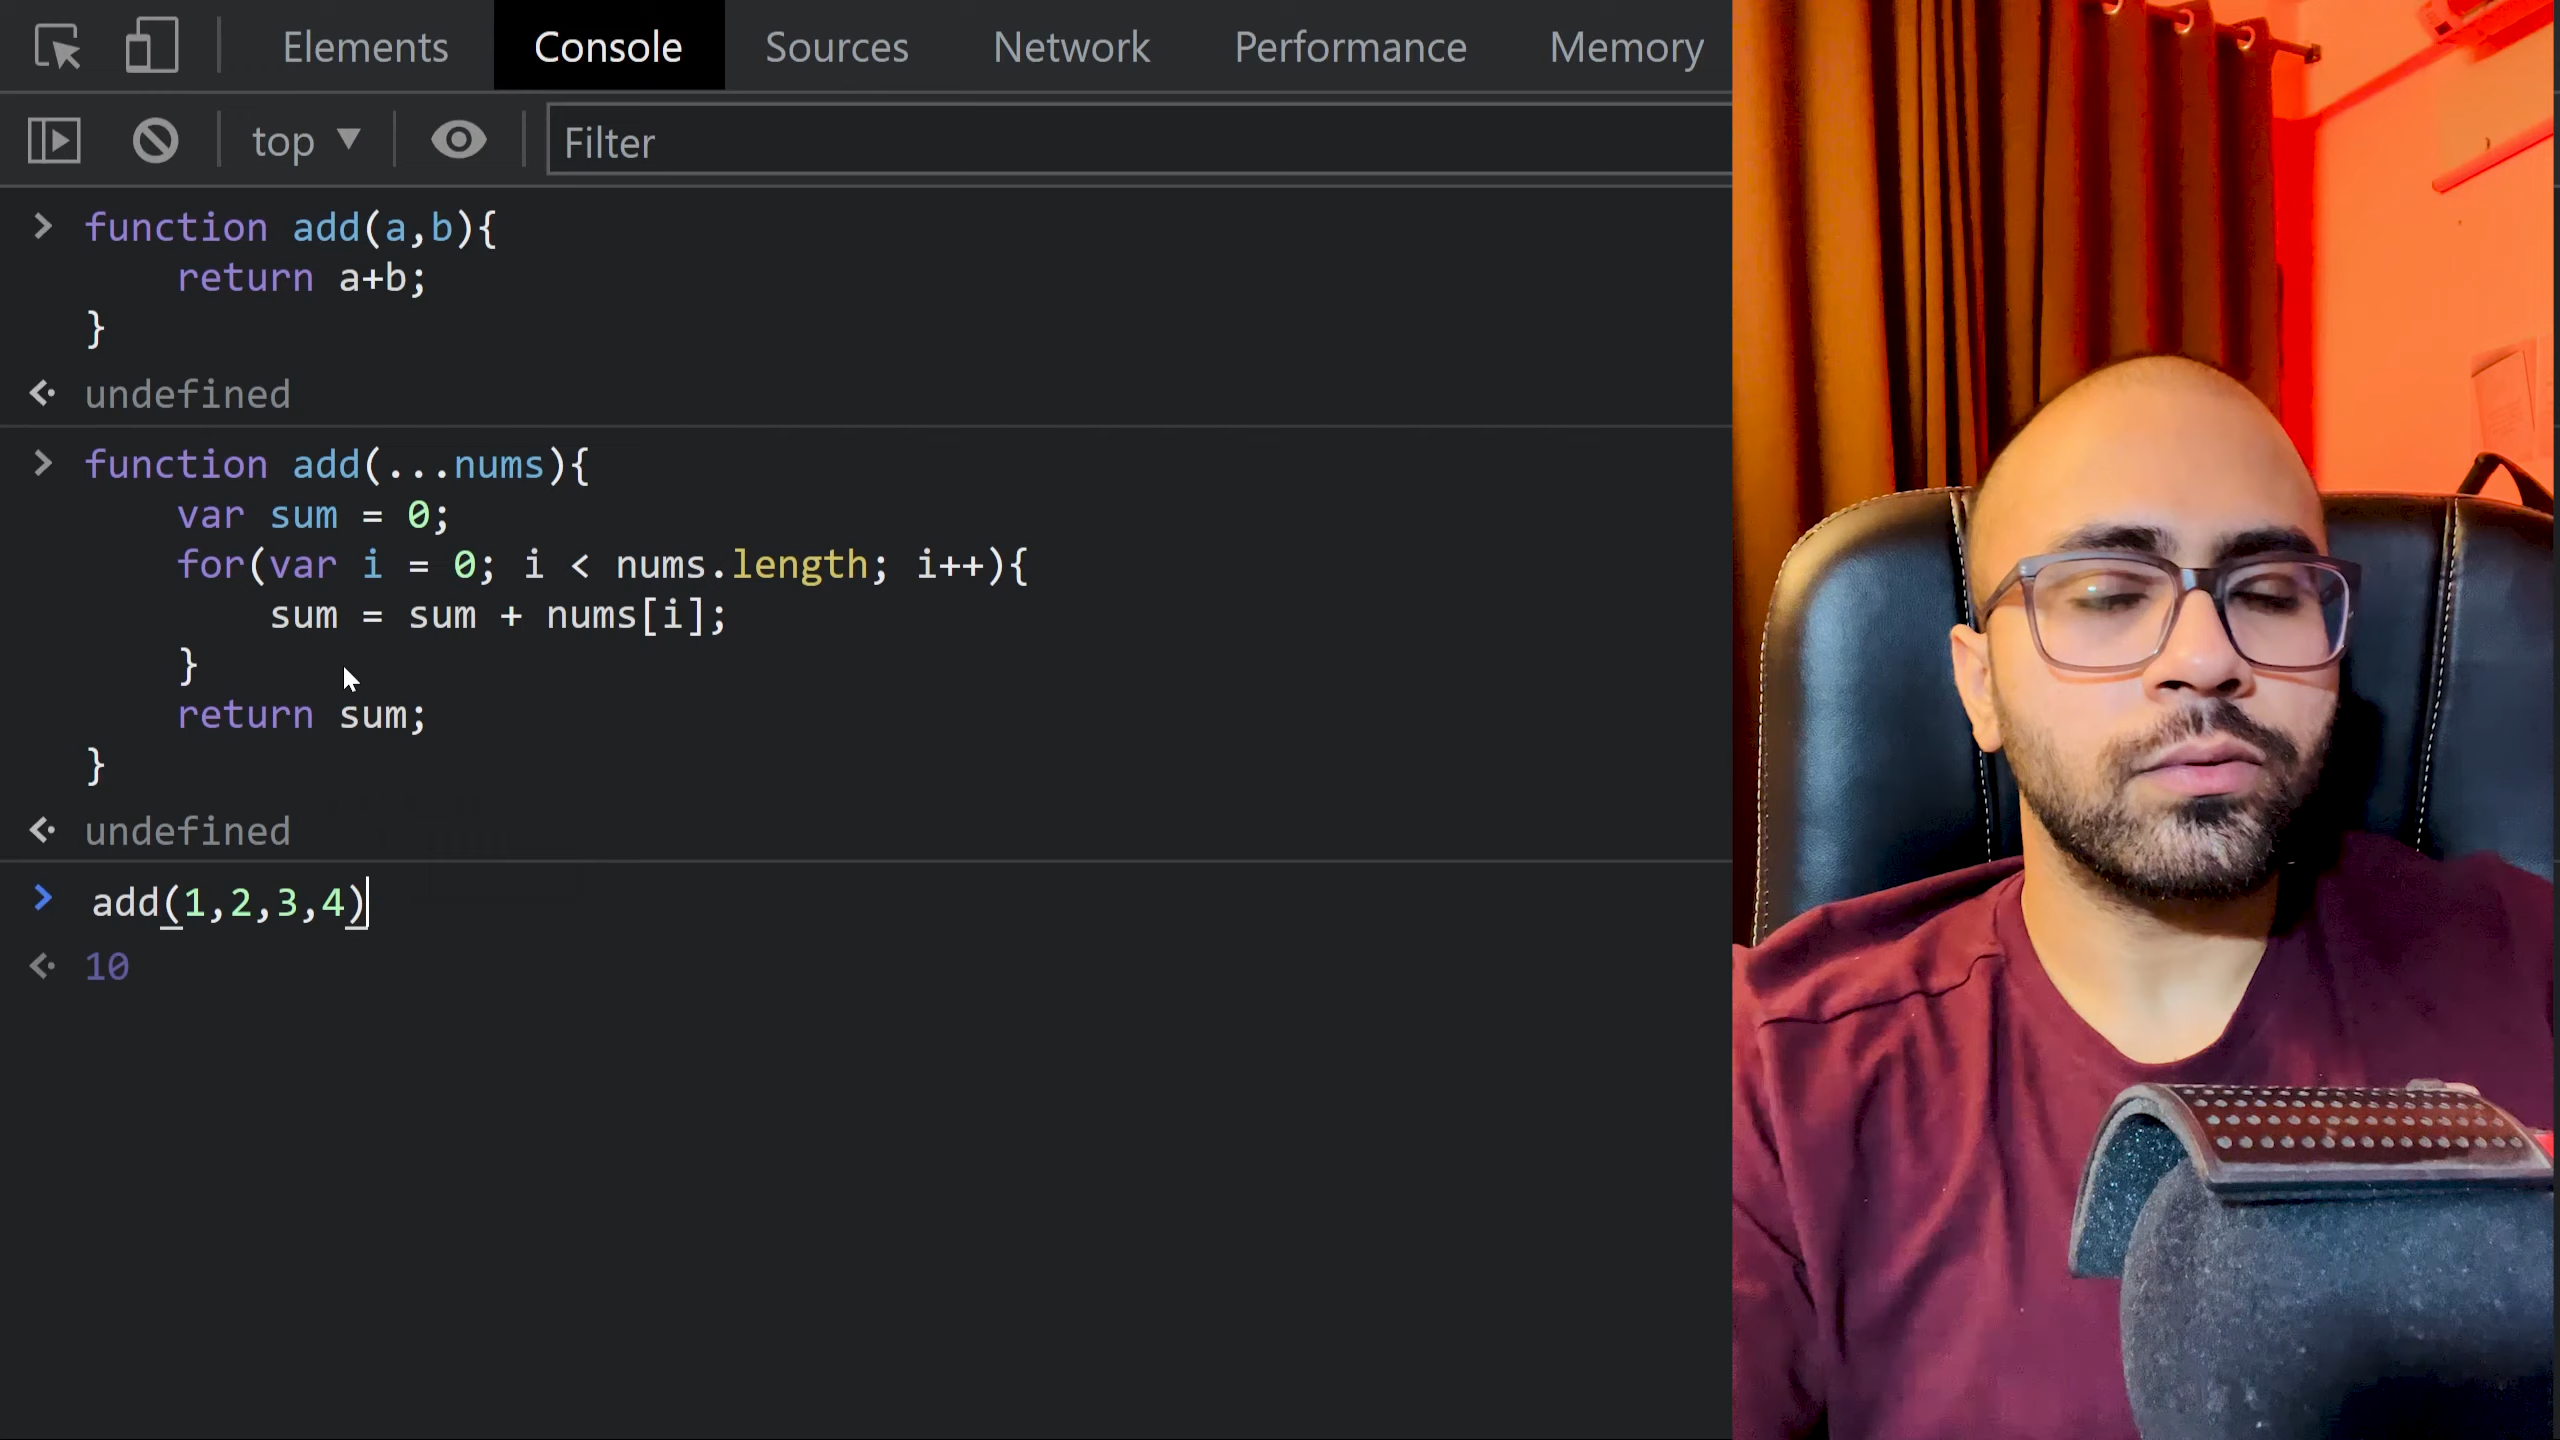 Elements Console Sources Network Performance Memory
top Filter
function add(a,b){
return a+b;
}
undefined
function add(...nums){
var sum = 0;
for(var i = 0; i < nums.length; i++){
sum = sum + nums[i];
}
return sum;
}
undefined
add(1,2,3,4)
10